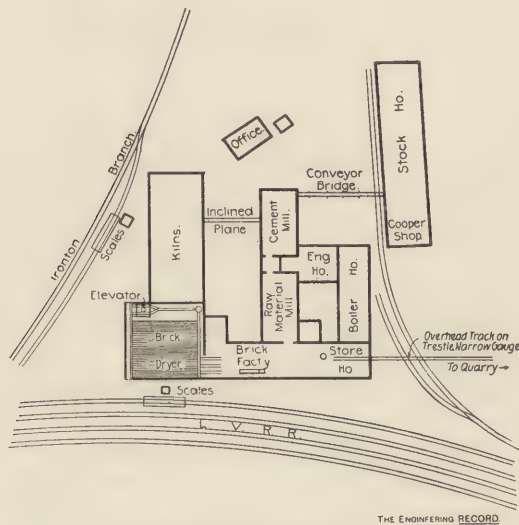 Ironton Branch.
Scales
Office.
Stock Ho.
Conveyor
Bridge.
Cooper
Shop
Kilns.
Inclined
Plane
Cement Mill.
Eng
Ho.
Boiler Ho.
Raw
Material
Mill
Elevator
Brick
Dryer
Brick
Facty
Store
Ho
Overhead Track on
Trestle, Narrow Gauge
To Quarry
Scales
L. V. R. R.
THE ENGINEERING RECORD.